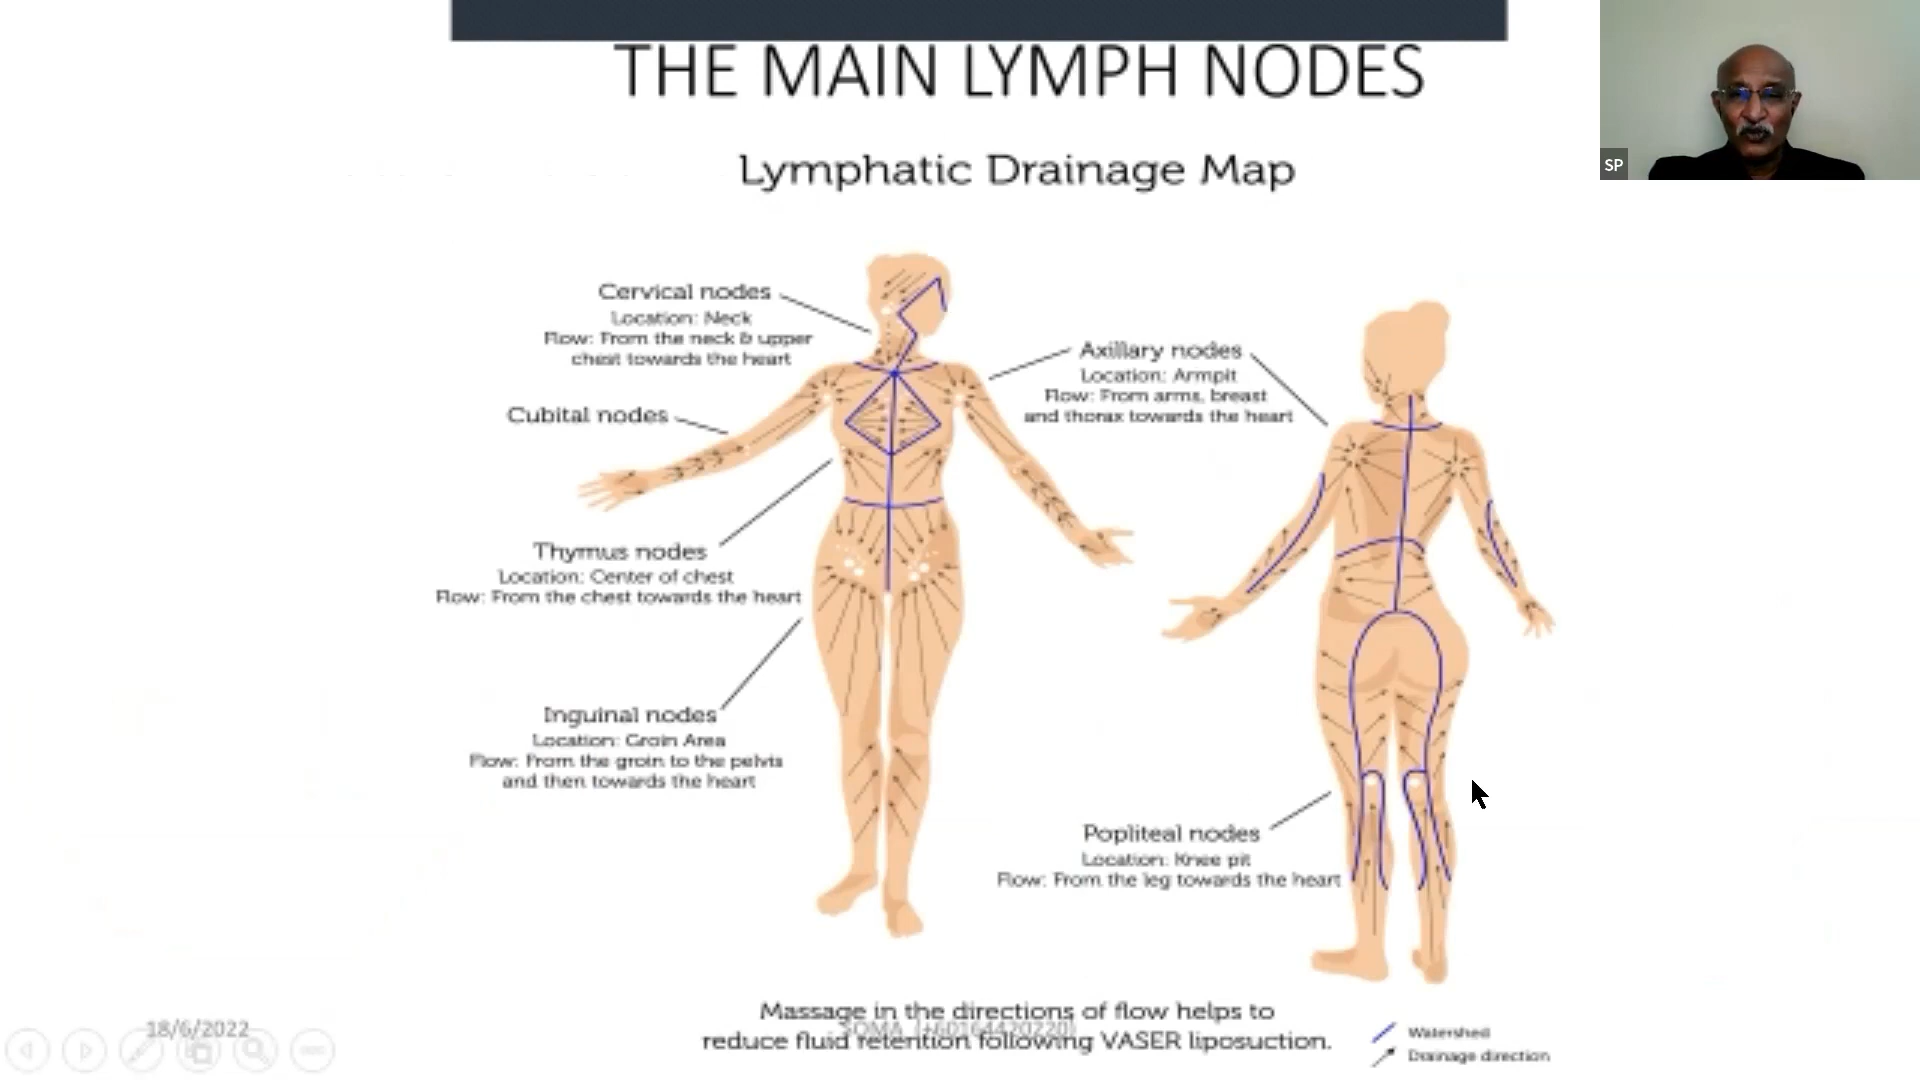 THE MAIN LYMPH NODES
SP
Lymphatic Drainage Map
Cervical nodes
Location: Neck
Flow: From the neck & upper
chest towards the heart
Cubital nodes
Axillary nodes
Location: Armpit
Flow: From arms, breast
and thorax towards the heart
Thymus nodes
Location: Center of chest
Flow: From the chest towards the heart
Inguinal nodes
Location: Groin Area
Flow: From the groin to the pelvis
and then towards the heart
Popliteal nodes
Location: Knee pit
Flow: From the leg towards the heart
Massage in the directions of flow helps to
reduce fluid retention following VASER liposuction.
18/6/2022
SOMA (+60164420220)
Watershed
Drainage direction